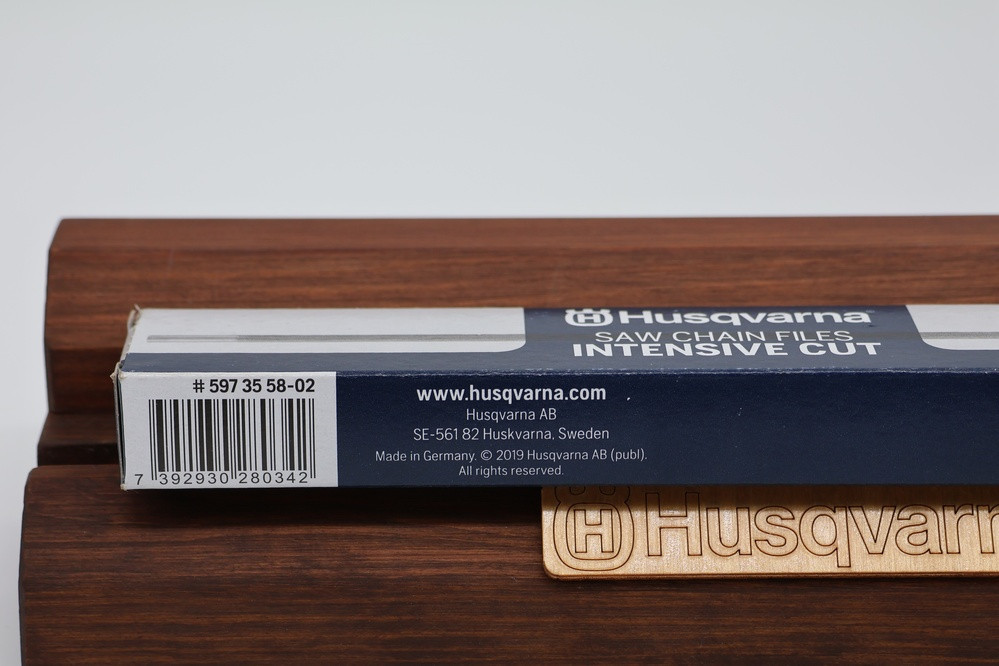 Husqvarna
SAW CHAIN FILES
INTENSIVE CUT
# 597 35 58-02
7 392930 280342
www.husqvarna.com
Husqvarna AB
SE-561 82 Huskvarna, Sweden
Made in Germany. © 2019 Husqvarna AB (publ).
All rights reserved.
H Husqvarn